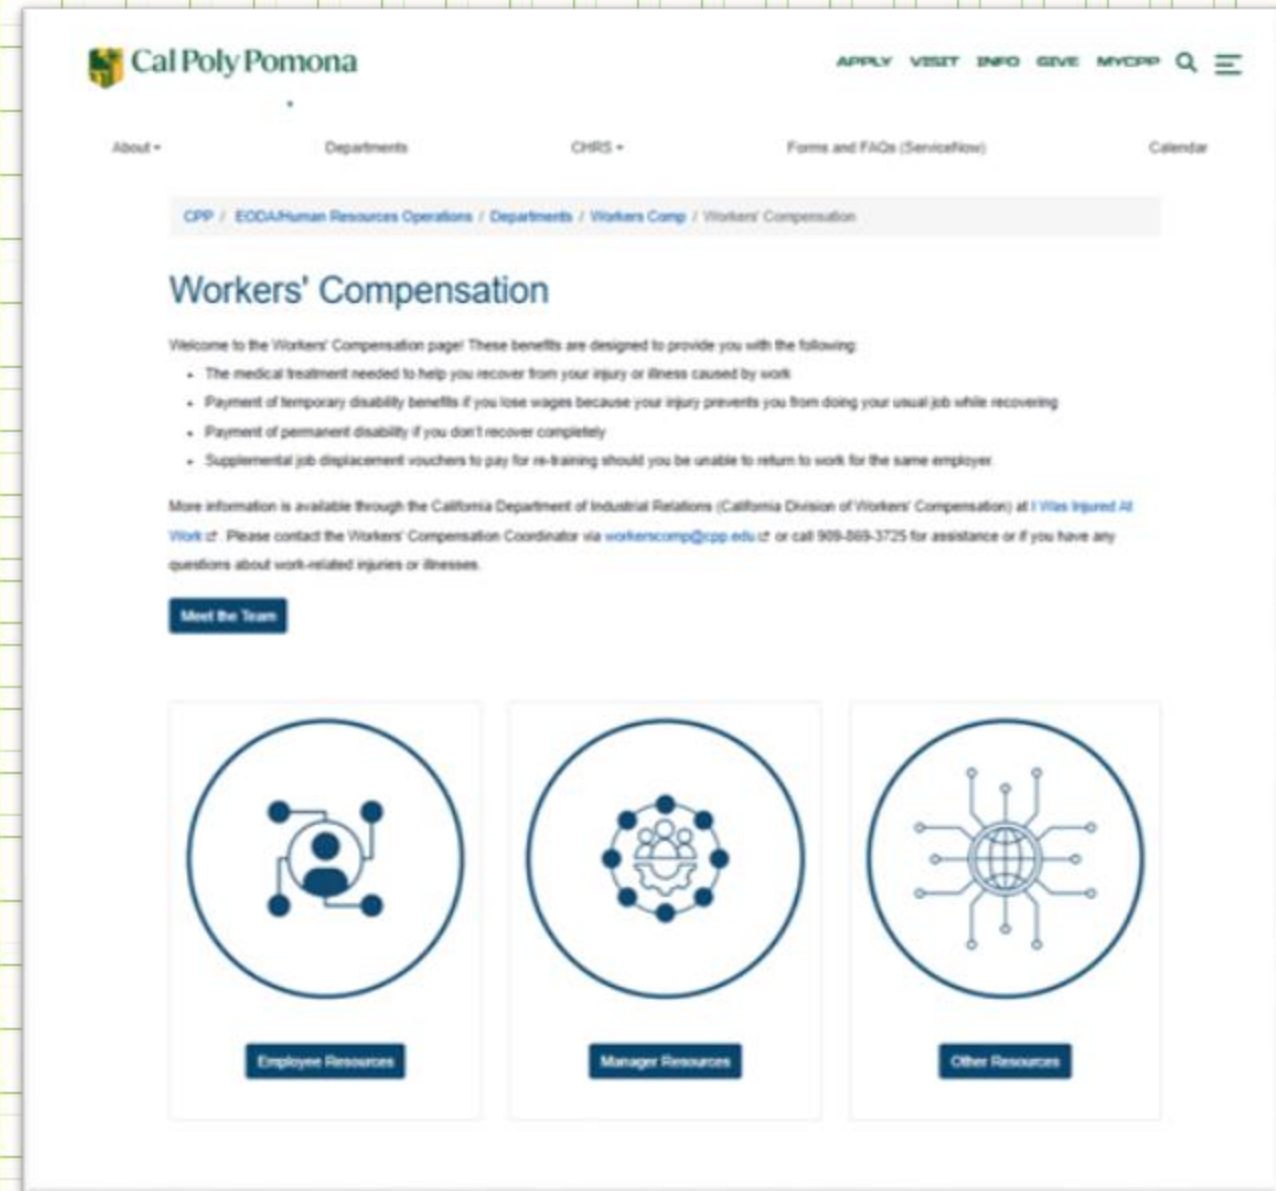 Cal Poly Pomona
APPLY VISIT INFO GIVE MYCPP
About
Departments
CHRS
Forms and FAQs (ServiceNow)
Calendar
CPP / EODA/Human Resources Operations / Departments / Workers Comp / Workers' Compensation
Workers' Compensation
Welcome to the Workers' Compensation page! These benefits are designed to provide you with the following:
• The medical treatment needed to help you recover from your injury or illness caused by work
• Payment of temporary disability benefits if you lose wages because your injury prevents you from doing your usual job while recovering
• Payment of permanent disability if you don't recover completely
• Supplemental job displacement vouchers to pay for re-training should you be unable to return to work for the same employer.
More information is available through the California Department of Industrial Relations (California Division of Workers' Compensation) at I Was Injured At
Work. Please contact the Workers' Compensation Coordinator via workerscomp@cpp.edu or call 909-869-3725 for assistance or if you have any
questions about work-related injuries or illnesses.
Meet the Team
Employee Resources
Manager Resources
Other Resources